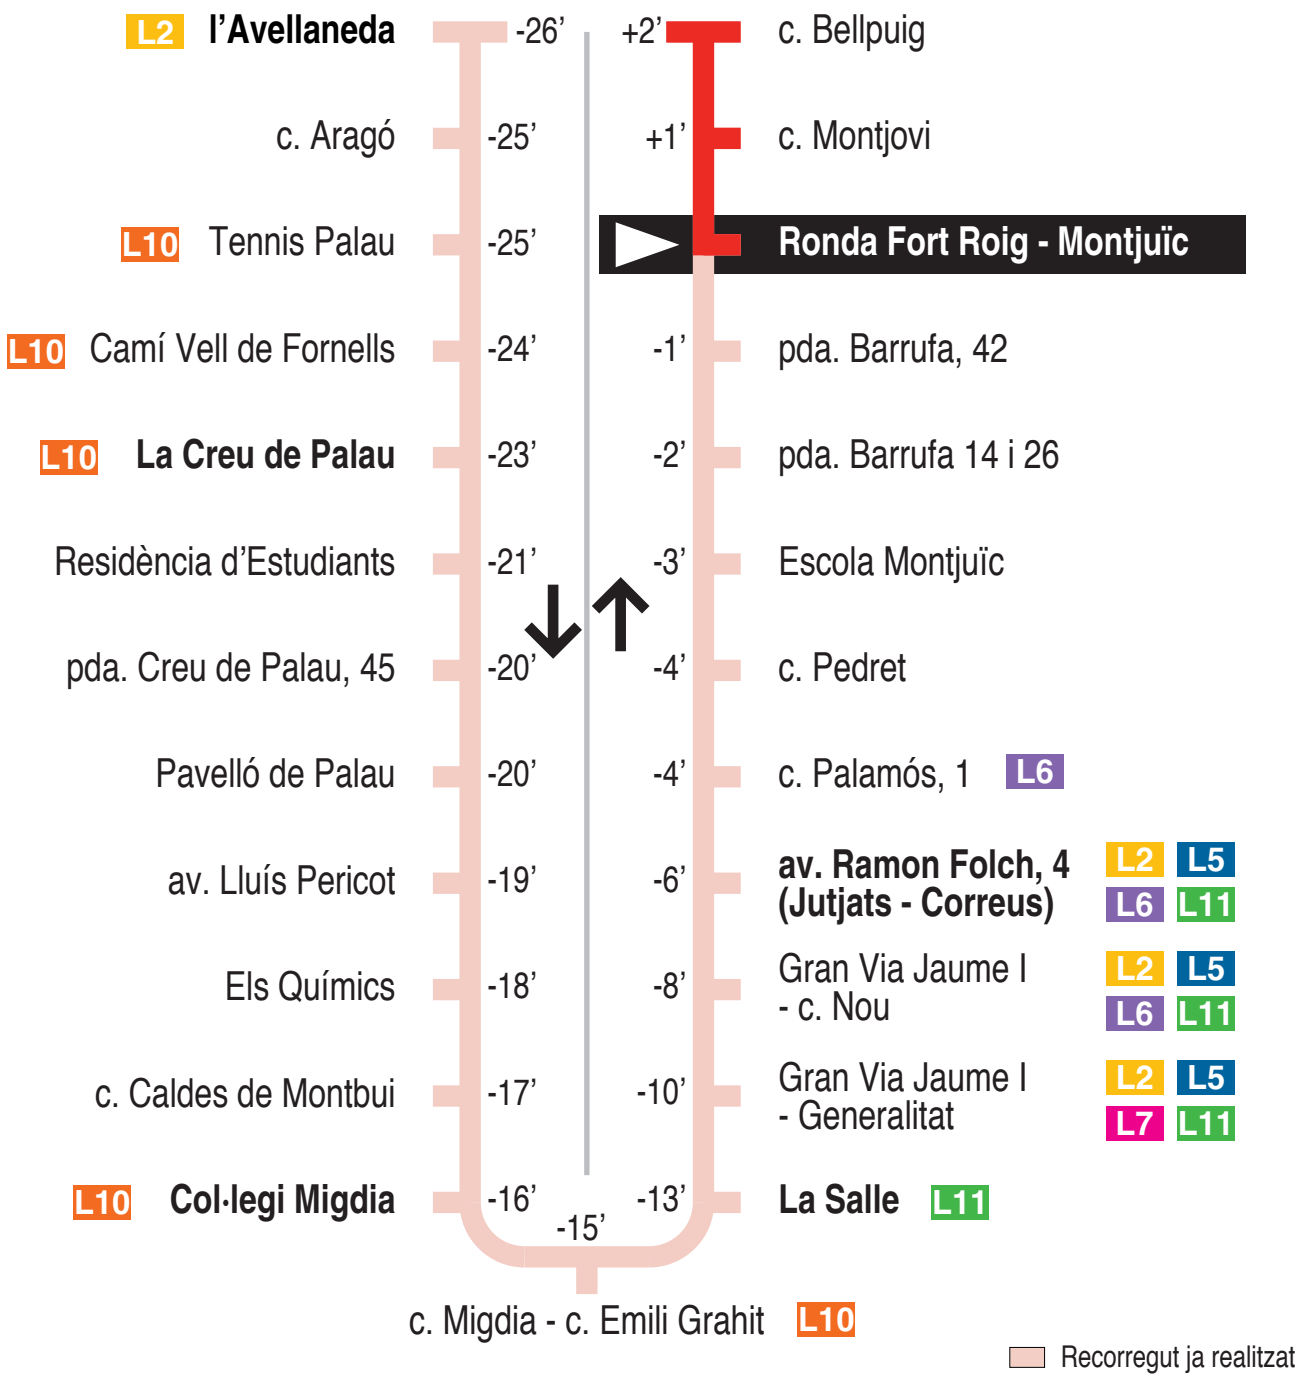 L2 l’Avellaneda -26’
c. Aragó -25’
L10 Tennis Palau -25’
L10 Camí Vell de Fornells -24’
L10 La Creu de Palau -23’
Residència d’Estudiants -21’
pda. Creu de Palau, 45 -20’
Pavelló de Palau -20’
av. Lluís Pericot -19’
Els Químics -18’
c. Caldes de Montbui -17’
L10 Col·legi Migdia -16’
-15’
c. Migdia - c. Emili Grahit L10
+2’ c. Bellpuig
+1’ c. Montjovi
Ronda Fort Roig - Montjuïc
-1’ pda. Barrufa, 42
-2’ pda. Barrufa 14 i 26
-3’ Escola Montjuïc
-4’ c. Pedret
-4’ c. Palamós, 1 L6
-6’ av. Ramon Folch, 4 L2 L5
(Jutjats - Correus) L6 L11
-8’ Gran Via Jaume I L2 L5
- c. Nou L6 L11
-10’ Gran Via Jaume I L2 L5
- Generalitat L7 L11
-13’ La Salle L11
Recorregut ja realitzat